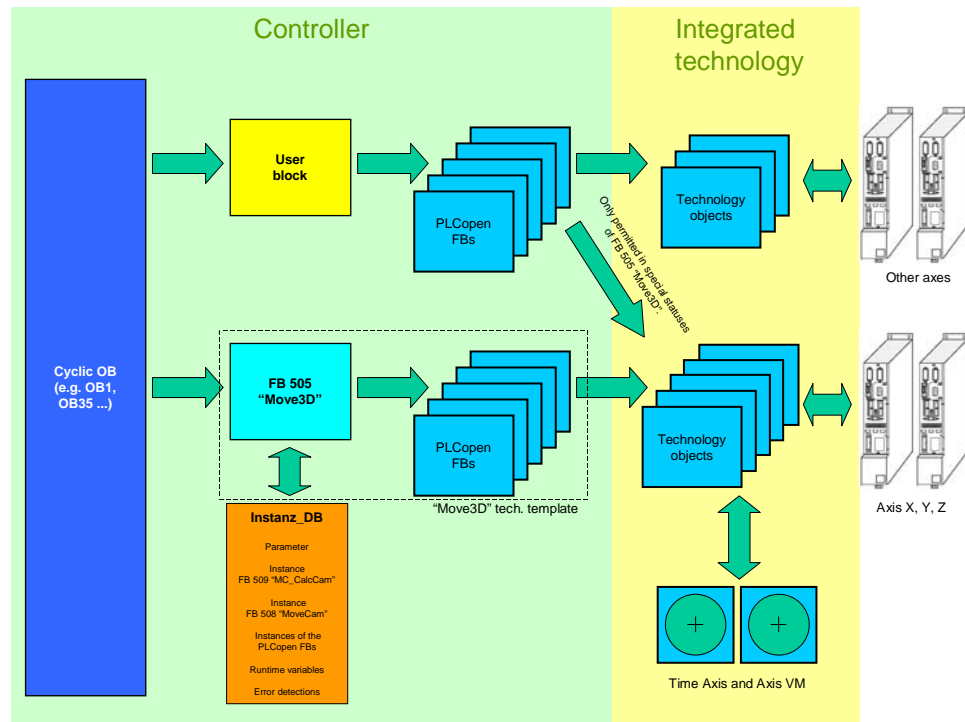 Controller
Integrated
technology
User
block
PLCopen
FBs
Technology
objects
Other axes
Only permitted in special statuses
of FB 505 “Move3D”.
Cyclic OB
(e.g. OB1,
OB35 ...)
FB 505
“Move3D”
PLCopen
FBs
Technology
objects
“Move3D” tech. template
Axis X, Y, Z
Instanz_DB
Parameter
Instance
FB 509 “MC_CalcCam”
Instance
FB 508 “MoveCam”
Instances of the
PLCopen FBs
Runtime variables
Error detections
Time Axis and Axis VM